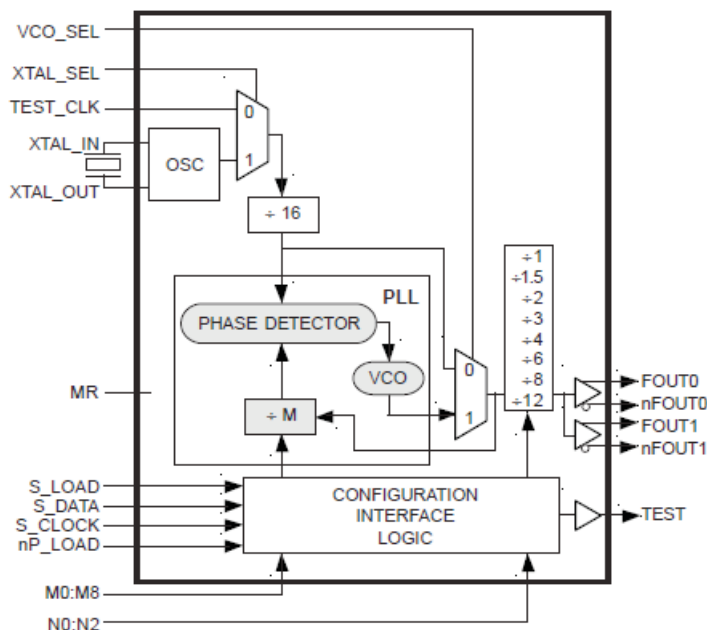 VCO_SEL
XTAL_SEL
TEST_CLK
0
XTAL_IN
OSC
1
XTAL_OUT
÷ 16
÷1
÷1.5
÷2
÷3
÷4
÷6
÷8
÷12
PLL
PHASE DETECTOR
VCO
0
1
MR
÷ M
FOUT0
nFOUT0
FOUT1
nFOUT1
S_LOAD
S_DATA
S_CLOCK
nP_LOAD
CONFIGURATION
INTERFACE
LOGIC
TEST
M0:M8
N0:N2